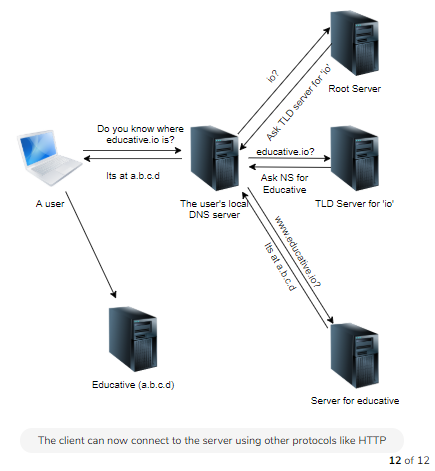 io?
Ask TLD server for 'io'
Root Server
Do you know where
educative.io is?
Its at a.b.c.d
A user
The user's local
DNS server
educative.io?
Ask NS for
Educative
TLD Server for 'io'
www.educative.io?
Its at a.b.c.d
Educative (a.b.c.d)
Server for educative
The client can now connect to the server using other protocols like HTTP
12 of 12